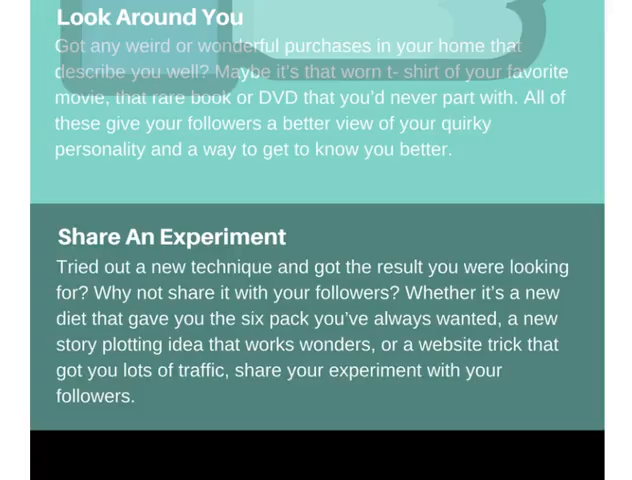 Look Around You
Got any weird or wonderful purchases in your home that
describe you well? Maybe it's that worn t- shirt of your favorite
movie, that rare book or DVD that you'd never part with. All of
these give your followers a better view of your quirky
personality and a way to get to know you better.
Share An Experiment
Tried out a new technique and got the result you were looking
for? Why not share it with your followers? Whether it's a new
diet that gave you the six pack you've always wanted, a new
story plotting idea that works wonders, or a website trick that
got you lots of traffic, share your experiment with your
followers.